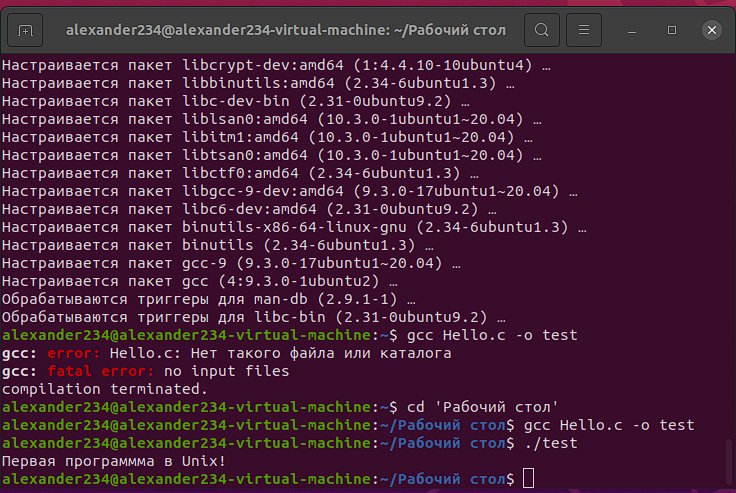 alexander234@alexander234-virtual-machine: ~/Рабочий стол
Настраивается пакет libcrypt-dev:amd64 (1:4.4.10-10ubuntu4) …
Настраивается пакет libbinutils:amd64 (2.34-6ubuntu1.3) …
Настраивается пакет libc-dev-bin (2.31-0ubuntu9.2) …
Настраивается пакет liblsan0:amd64 (10.3.0-1ubuntu1~20.04) …
Настраивается пакет libitm1:amd64 (10.3.0-1ubuntu1~20.04) …
Настраивается пакет libtsan0:amd64 (10.3.0-1ubuntu1~20.04) …
Настраивается пакет libctf0:amd64 (2.34-6ubuntu1.3) …
Настраивается пакет libgcc-9-dev:amd64 (9.3.0-17ubuntu1~20.04) …
Настраивается пакет libc6-dev:amd64 (2.31-0ubuntu9.2) …
Настраивается пакет binutils-x86-64-linux-gnu (2.34-6ubuntu1.3) …
Настраивается пакет binutils (2.34-6ubuntu1.3) …
Настраивается пакет gcc-9 (9.3.0-17ubuntu1~20.04) …
Настраивается пакет gcc (4:9.3.0-1ubuntu2) …
Обрабатываются триггеры для man-db (2.9.1-1) …
Обрабатываются триггеры для libc-bin (2.31-0ubuntu9.2) …
alexander234@alexander234-virtual-machine:~$ gcc Hello.c -o test
gcc: error: Hello.c: Нет такого файла или каталога
gcc: fatal error: no input files
compilation terminated.
alexander234@alexander234-virtual-machine:~$ cd 'Рабочий стол'
alexander234@alexander234-virtual-machine:~/Рабочий стол$ gcc Hello.c -o test
alexander234@alexander234-virtual-machine:~/Рабочий стол$ ./test
Первая программма в Unix!
alexander234@alexander234-virtual-machine:~/Рабочий стол$